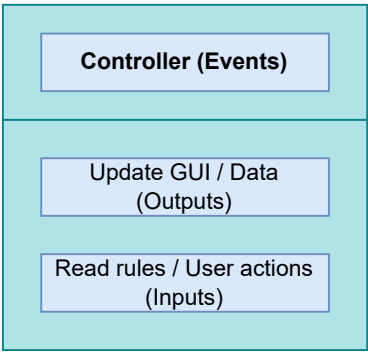 Controller (Events)
Update GUI / Data
(Outputs)
Read rules / User actions
(Inputs)